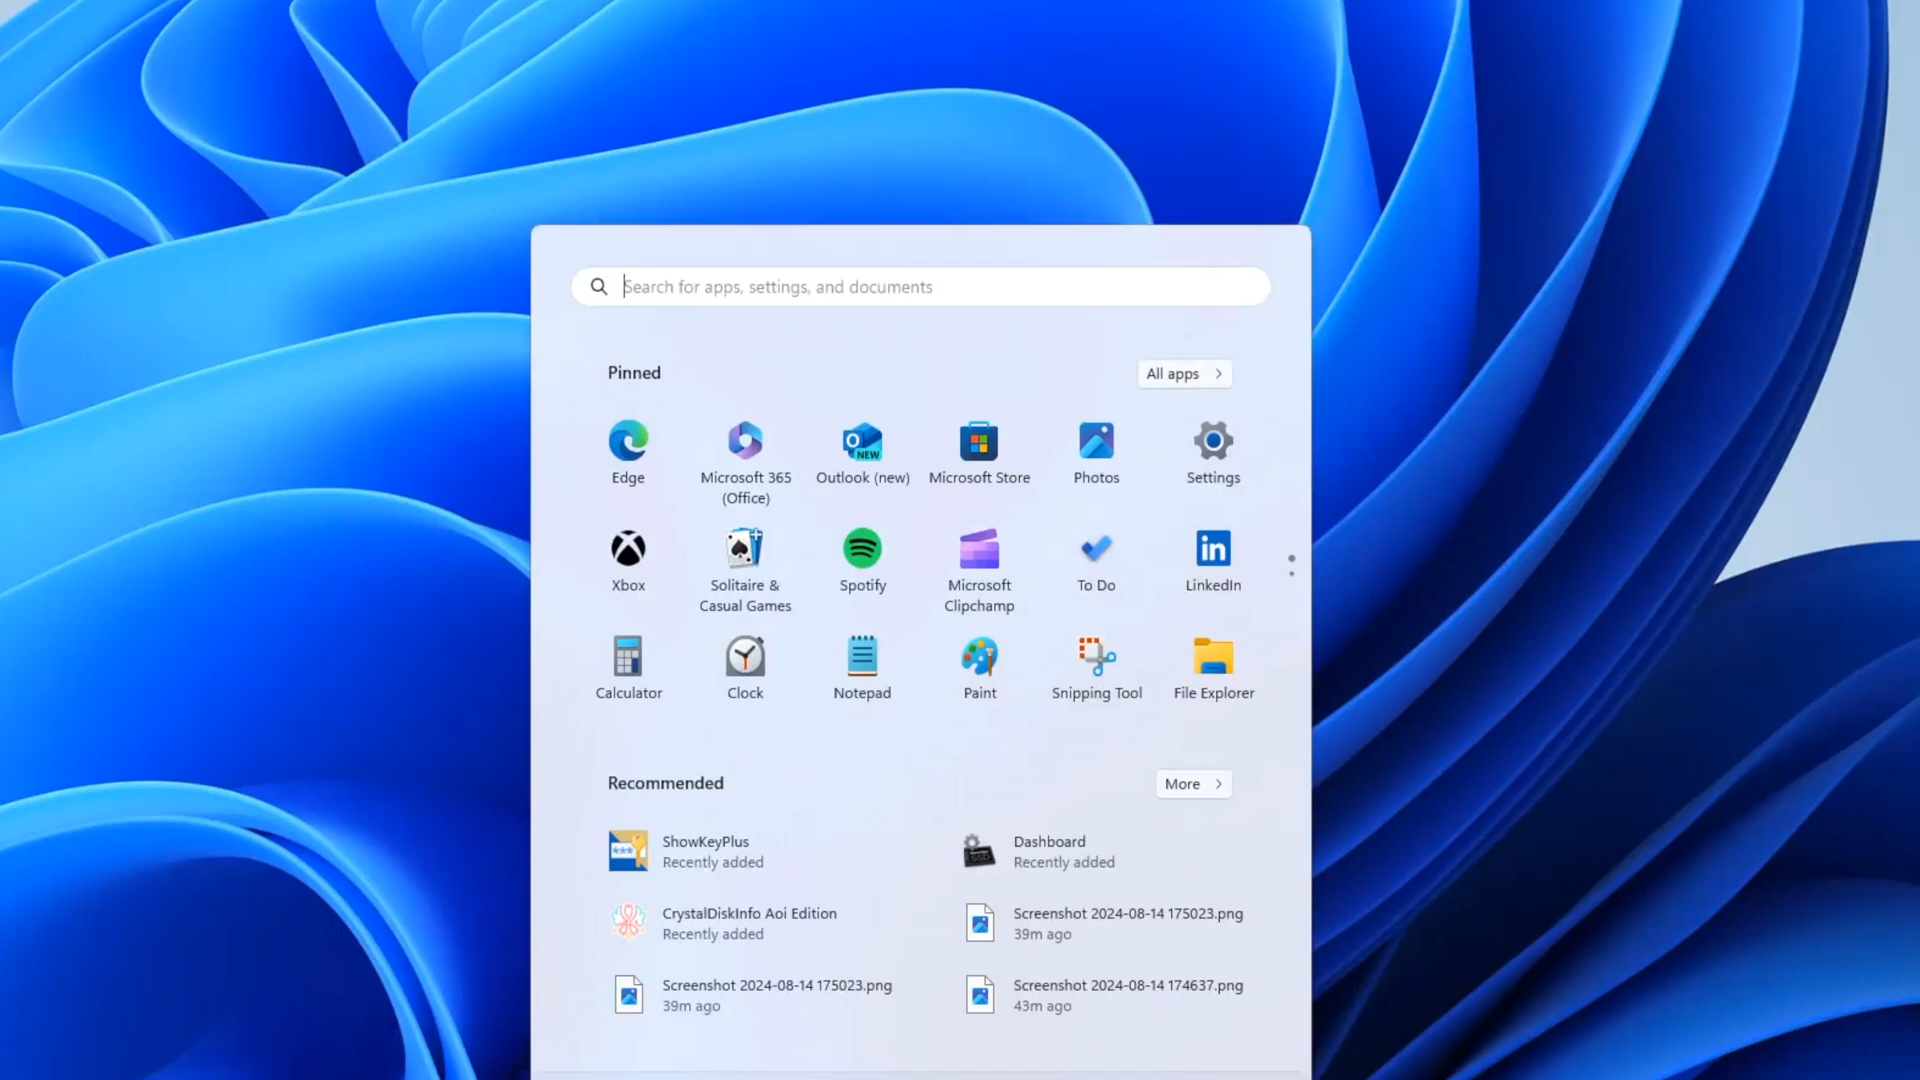 Search for apps, settings, and documents
Pinned
All apps
Edge
Microsoft 365
(Office)
Outlook (new)
Microsoft Store
Photos
Settings
Xbox
Solitaire &
Casual Games
Spotify
Microsoft
Clipchamp
To Do
LinkedIn
Calculator
Clock
Notepad
Paint
Snipping Tool
File Explorer
Recommended
More
ShowKeyPlus
Recently added
Dashboard
Recently added
CrystalDiskInfo Aoi Edition
Recently added
Screenshot 2024-08-14 175023.png
39m ago
Screenshot 2024-08-14 175023.png
39m ago
Screenshot 2024-08-14 174637.png
43m ago
O
NEW
in
***
SSD